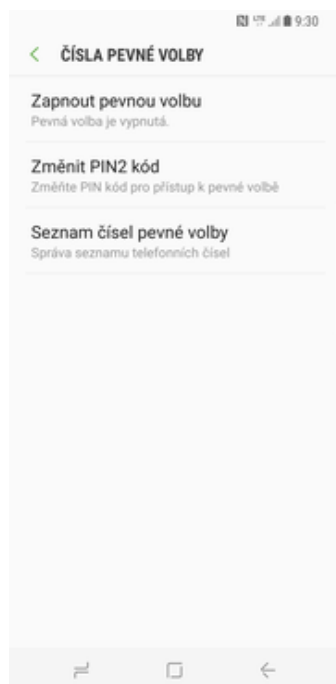 9:30
ČÍSLA PEVNÉ VOLBY
Zapnout pevnou volbu
Pevná volba je vypnutá.
Změnit PIN2 kód
Změňte PIN kód pro přístup k pevné volbě
Seznam čísel pevné volby
Správa seznamu telefonních čísel